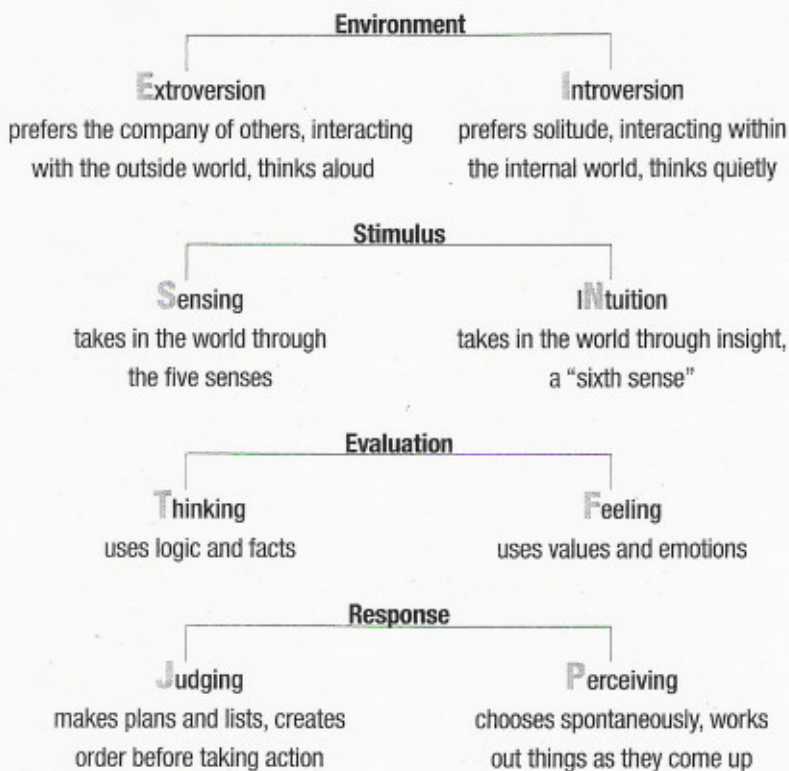 Environment
Extroversion
prefers the company of others, interacting
with the outside world, thinks aloud
Introversion
prefers solitude, interacting within
the internal world, thinks quietly
Stimulus
Sensing
takes in the world through
the five senses
INtuition
takes in the world through insight,
a “sixth sense”
Evaluation
Thinking
uses logic and facts
Feeling
uses values and emotions
Response
Judging
makes plans and lists, creates
order before taking action
Perceiving
chooses spontaneously, works
out things as they come up